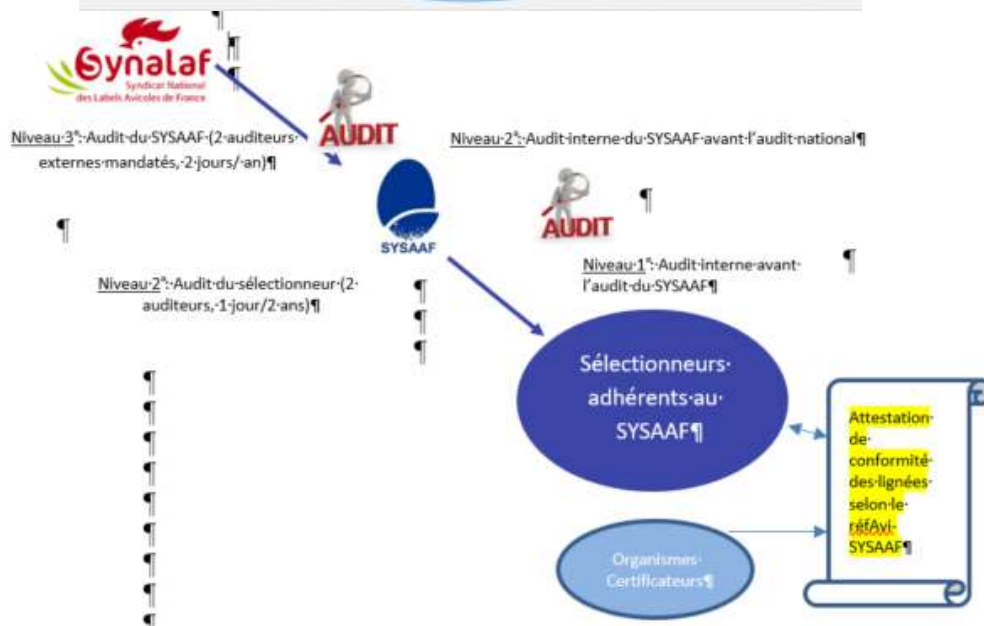 Synalaf
Syndicat National
des Labels Avicoles de France
AUDIT
Niveau 3°: Audit du SYSAAF (2 auditeurs
externes mandatés, 2 jours/ an)¶
Niveau 2°: Audit interne du SYSAAF avant l'audit national¶
SYSAAF
AUDIT
Niveau 1°: Audit interne avant
l'audit du SYSAAF¶
Niveau 2°: Audit du sélectionneur (2
auditeurs, 1 jour/2 ans)¶
Sélectionneurs
adhérents au
SYSAAF¶
Attestation
de
conformité
des lignées
selon le
réfAvi
SYSAAF¶
Organismes
Certificateurs¶